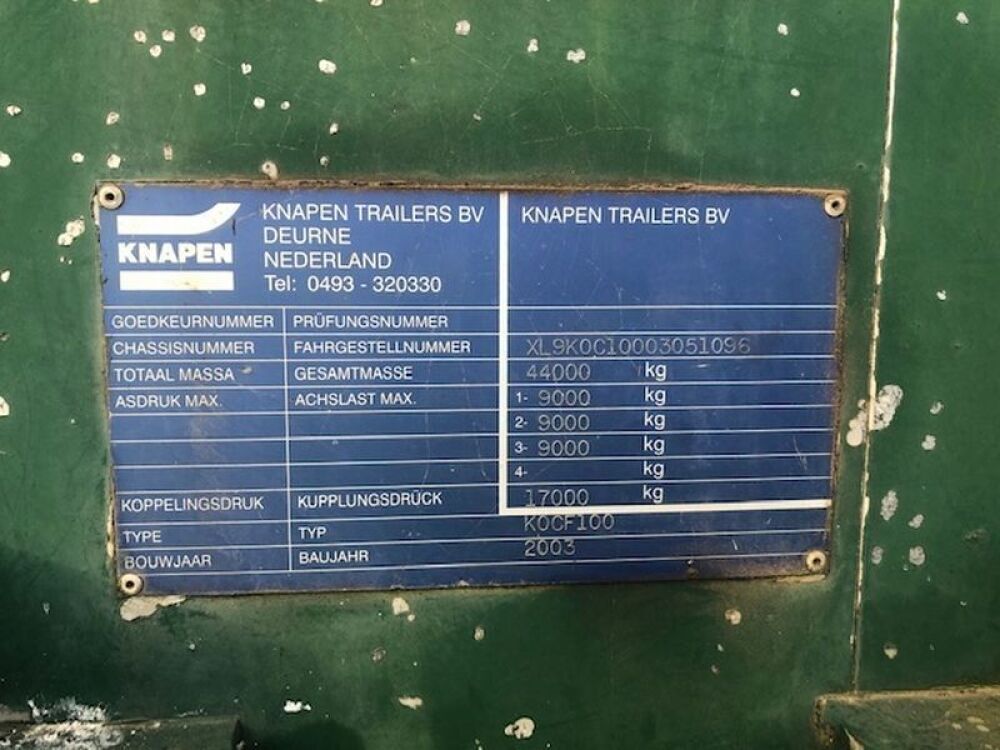 KNAPEN
KNAPEN TRAILERS BV
DEURNE
NEDERLAND
Tel: 0493 - 320330
KNAPEN TRAILERS BV
GOEDKEURNUMMER PRÜFUNGSNUMMER
CHASSISNUMMER FAHRGESTELLNUMMER XL9K0C10003051096
TOTAAL MASSA GESAMTMASSE 44000 kg
ASDRUK MAX. ACHSLAST MAX. 1- 9000 kg
2- 9000 kg
3- 9000 kg
4- kg
KOPPELINGSDRUK KUPPLUNGSDRÜCK 17000 kg
TYPE TYP K0CF100
BOUWJAAR BAUJAHR 2003